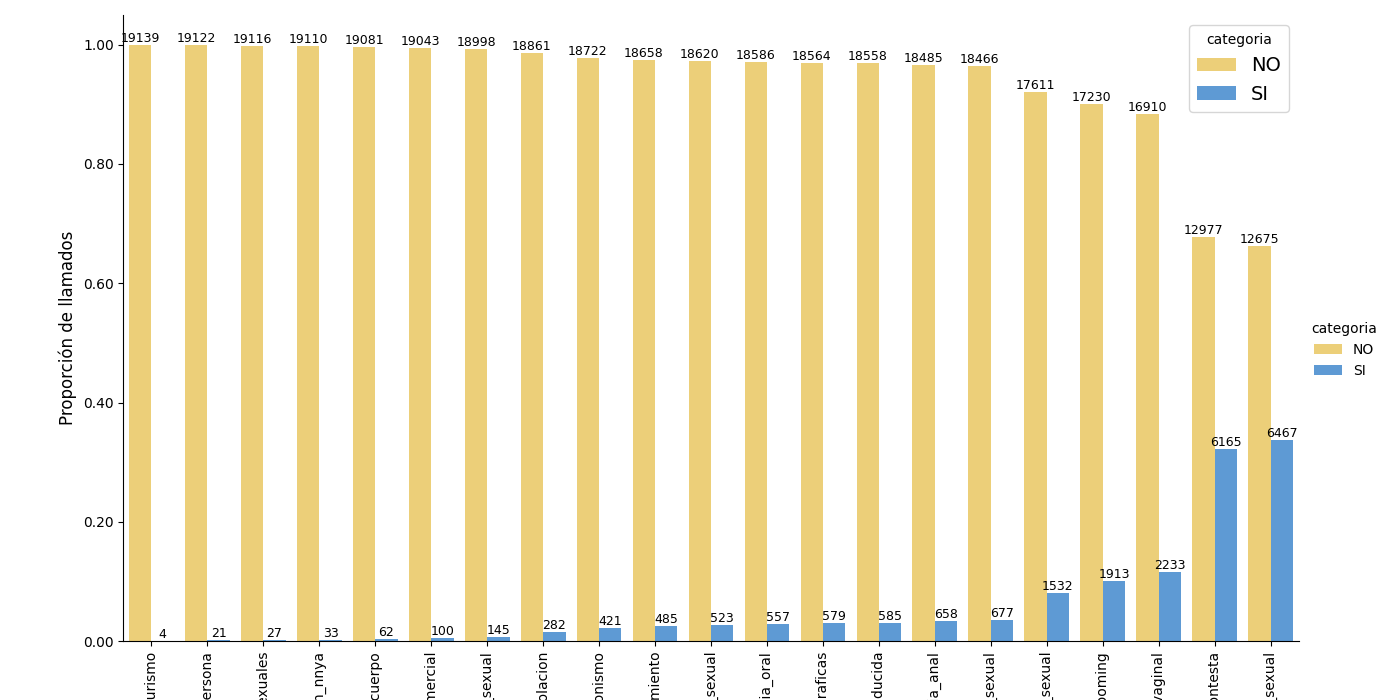 19139 19122 19116 19110 19081 19043 18998 18861 18722 18658 18620 18586 18564 18558 18485 18466 17611 17230 16910 12977 12675
4 21 27 33 62 100 145 282 421 485 523 557 579 585 658 677 1532 1913 2233 6165 6467
1.00
0.80
0.60
0.40
0.20
0.00
Proporción de llamados
categoria
NO
SI
categoria
NO
SI
urismo
ersona
exuales
n_nnya
cuerpo
mercial
_sexual
olacion
onismo
miento
_sexual
ia_oral
raficas
ducida
a_anal
_sexual
_sexual
ooming
vaginal
ontesta
_sexual